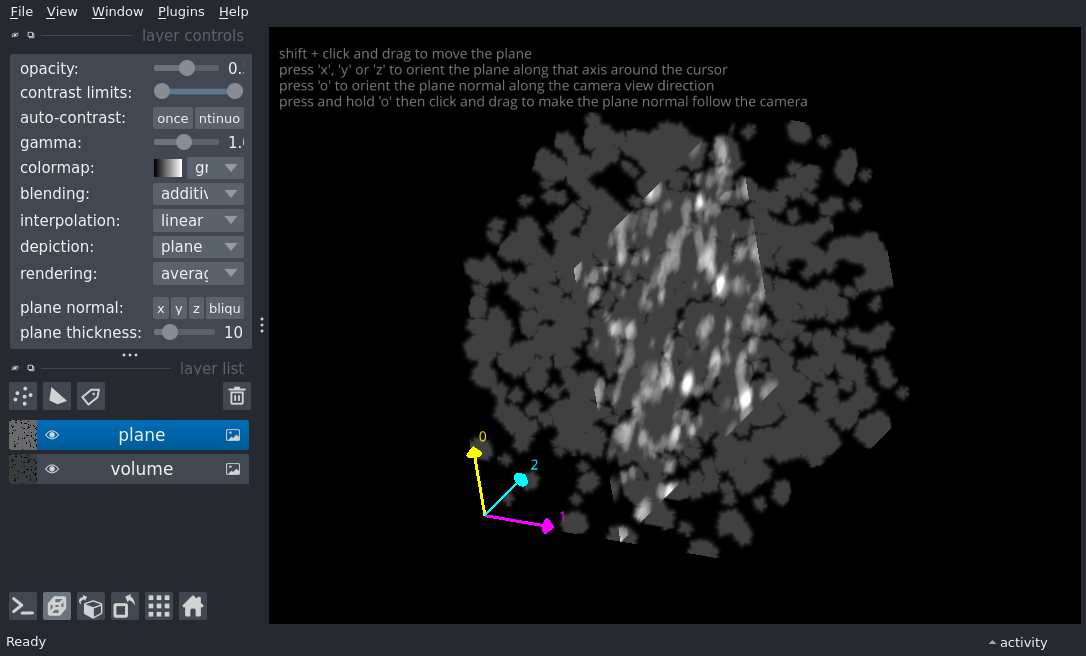 File View Window Plugins Help
layer controls
opacity: 0.
contrast limits:
auto-contrast: once ntinuo
gamma: 1.
colormap: gr
blending: additiv
interpolation: linear
depiction: plane
rendering: averag
plane normal: x y z bliqu
plane thickness: 10
layer list
plane
volume
shift + click and drag to move the plane
press 'x', 'y' or 'z' to orient the plane along that axis around the cursor
press 'o' to orient the plane normal along the camera view direction
press and hold 'o' then click and drag to make the plane normal follow the camera
0
2
1
Ready
activity